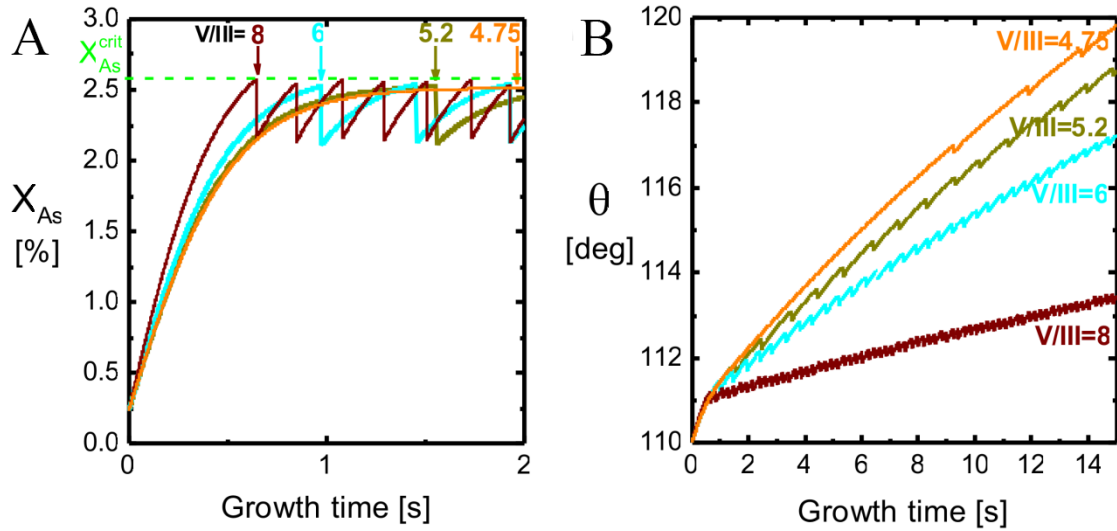 A
3.0
2.5
2.0
1.5
1.0
0.5
0.0
X_As^crit
X_As
[%]
V/III= 8
6
5.2
4.75
0
1
2
Growth time [s]
B
120
118
116
114
112
110
θ
[deg]
V/III=4.75
V/III=5.2
V/III=6
V/III=8
0 2 4 6 8 10 12 14
Growth time [s]